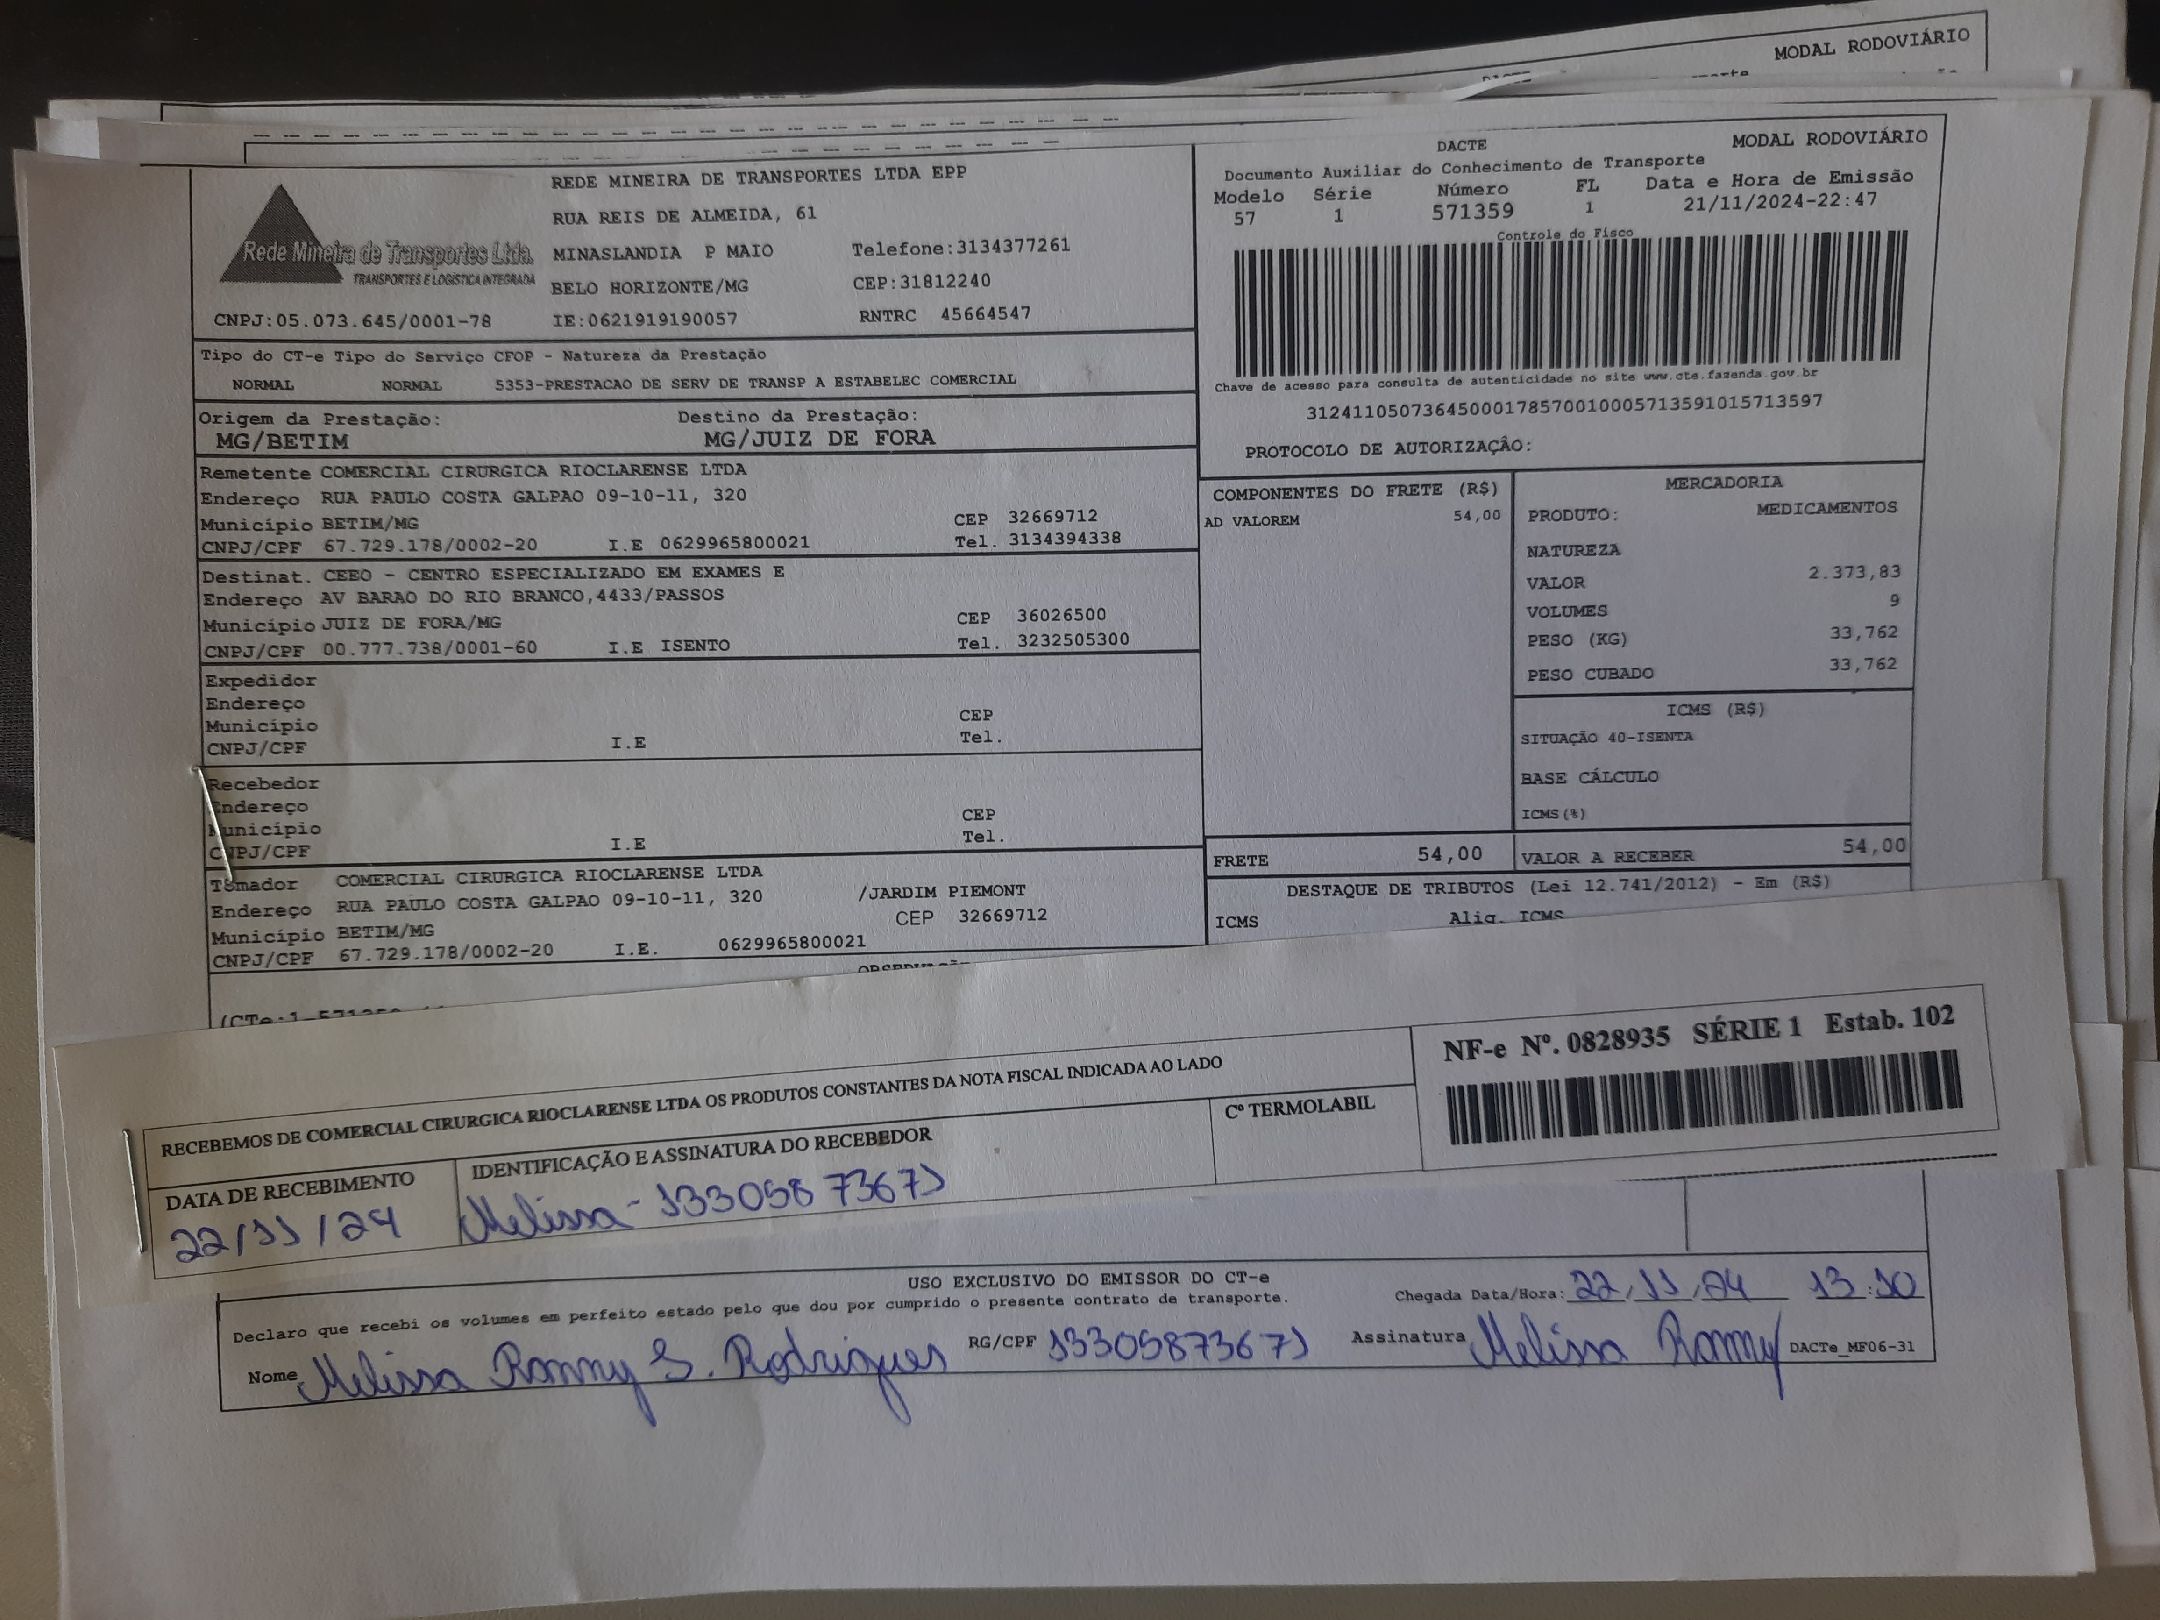 MODAL RODOVIÁRIO
REDE MINEIRA DE TRANSPORTES LTDA EPP
RUA REIS DE ALMEIDA, 61
Rede Mineira de Transportes Ltda.
TRANSPORTES E LOGÍSTICA INTEGRADA
MINASLANDIA P MAIO Telefone:3134377261
BELO HORIZONTE/MG CEP:31812240
CNPJ:05.073.645/0001-78 IE:0621919190057 RNTRC 45664547
DACTE MODAL RODOVIÁRIO
Documento Auxiliar do Conhecimento de Transporte
Modelo Série Número FL Data e Hora de Emissão
57 1 571359 1 21/11/2024-22:47
Controle do Fisco
Chave de acesso para consulta de autenticidade no site www.cte.fazenda.gov.br
31241105073645000178570010005713591015713597
PROTOCOLO DE AUTORIZAÇÂO:
Tipo do CT-e Tipo do Serviço CFOP - Natureza da Prestação
NORMAL NORMAL 5353-PRESTACAO DE SERV DE TRANSP A ESTABELEC COMERCIAL
Origem da Prestação: Destino da Prestação:
MG/BETIM MG/JUIZ DE FORA
Remetente COMERCIAL CIRURGICA RIOCLARENSE LTDA
Endereço RUA PAULO COSTA GALPAO 09-10-11, 320
Município BETIM/MG CEP 32669712
CNPJ/CPF 67.729.178/0002-20 I.E 0629965800021 Tel. 3134394338
Destinat. CEEO - CENTRO ESPECIALIZADO EM EXAMES E
Endereço AV BARAO DO RIO BRANCO,4433/PASSOS
Município JUIZ DE FORA/MG CEP 36026500
CNPJ/CPF 00.777.738/0001-60 I.E ISENTO Tel. 3232505300
Expedidor
Endereço
Município CEP
CNPJ/CPF I.E Tel.
Recebedor
Endereço
Município CEP
CNPJ/CPF I.E Tel.
Tomador COMERCIAL CIRURGICA RIOCLARENSE LTDA
Endereço RUA PAULO COSTA GALPAO 09-10-11, 320 /JARDIM PIEMONT
Município BETIM/MG CEP 32669712
CNPJ/CPF 67.729.178/0002-20 I.E. 0629965800021
COMPONENTES DO FRETE (R$)
AD VALOREM 54,00
MERCADORIA
PRODUTO: MEDICAMENTOS
NATUREZA
VALOR 2.373,83
VOLUMES 9
PESO (KG) 33,762
PESO CUBADO 33,762
ICMS (R$)
SITUAÇÃO 40-ISENTA
BASE CÁLCULO
ICMS(%)
FRETE 54,00 VALOR A RECEBER 54,00
DESTAQUE DE TRIBUTOS (Lei 12.741/2012) - Em (R$)
ICMS Aliq. ICMS
RECEBEMOS DE COMERCIAL CIRURGICA RIOCLARENSE LTDA OS PRODUTOS CONSTANTES DA NOTA FISCAL INDICADA AO LADO
NF-e Nº. 0828935 SÉRIE 1 Estab. 102
DATA DE RECEBIMENTO IDENTIFICAÇÃO E ASSINATURA DO RECEBEDOR Cº TERMOLABIL
22/11/24 Melissa - 13305873671
USO EXCLUSIVO DO EMISSOR DO CT-e
Declaro que recebi os volumes em perfeito estado pelo que dou por cumprido o presente contrato de transporte. Chegada Data/Hora: 22/11/24 13:10
Nome Melissa Ranny S. Rodrigues RG/CPF 13305873671 Assinatura Melissa Ranny DACTe_MF06-31